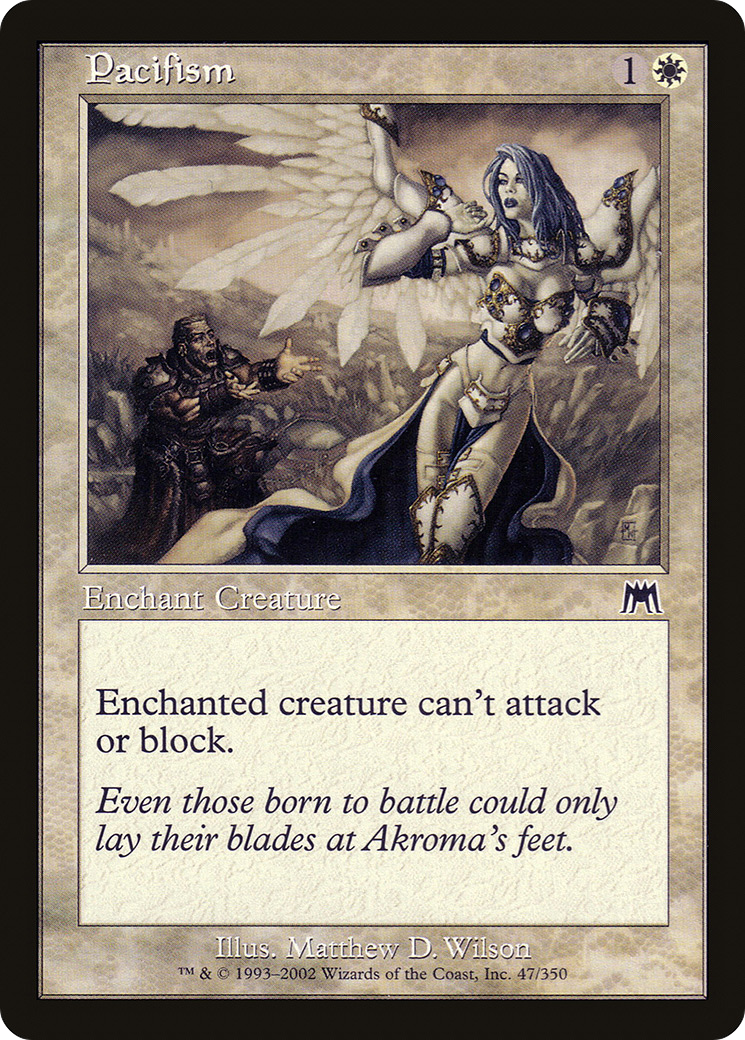 Pacifism 1
Enchant Creature
Enchanted creature can't attack
or block.
Even those born to battle could only
lay their blades at Akroma's feet.
Illus. Matthew D. Wilson
™ & © 1993–2002 Wizards of the Coast, Inc. 47/350